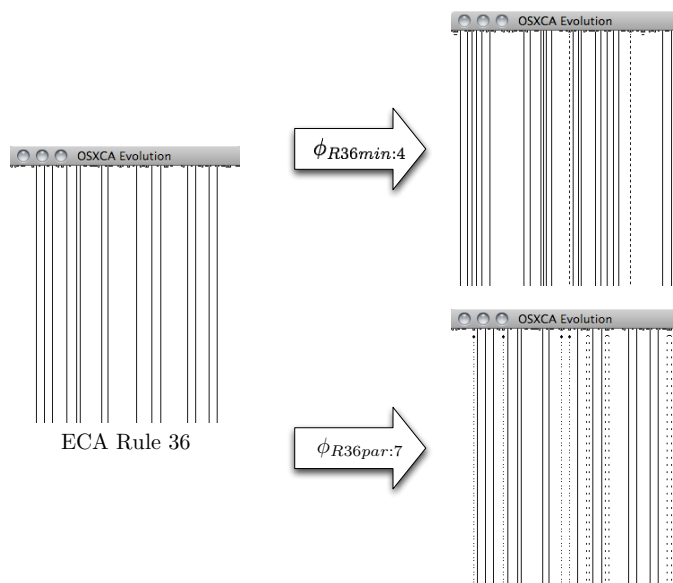 OSXCA Evolution
ϕR36min:4
OSXCA Evolution
ECA Rule 36
OSXCA Evolution
ϕR36par:7